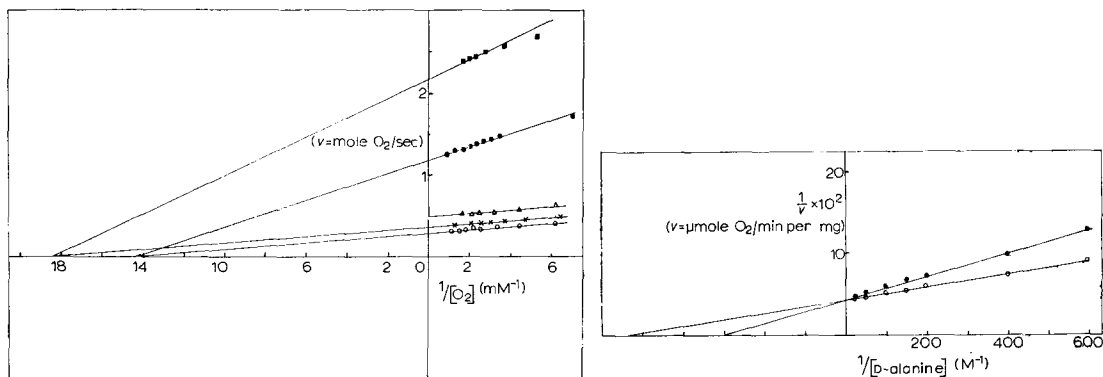 2
(v=mole O₂/sec)
1
18 14 10 6 2 0 2 6
1/[O₂] (mM⁻¹)
20
1/v ×10²
(v=μmole O₂/min per mg)
10
200 400 600
1/[D-alanine] (M⁻¹)